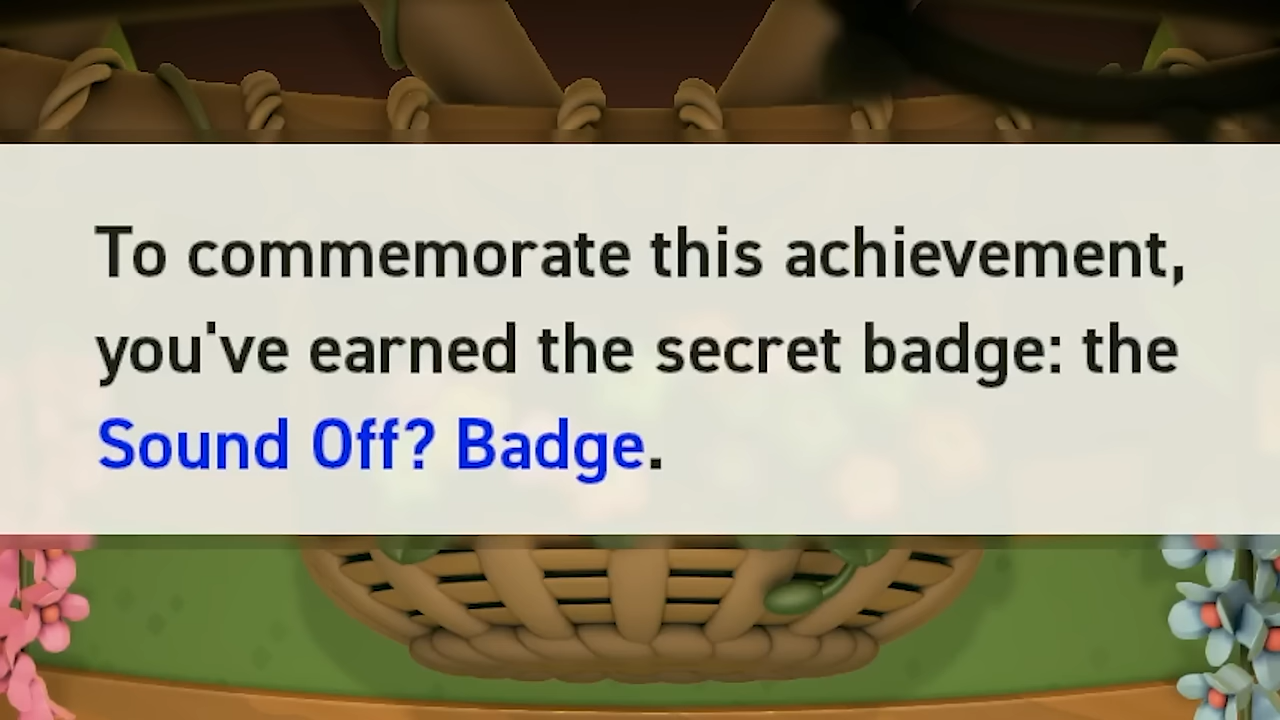 To commemorate this achievement,
you've earned the secret badge: the
Sound Off? Badge.